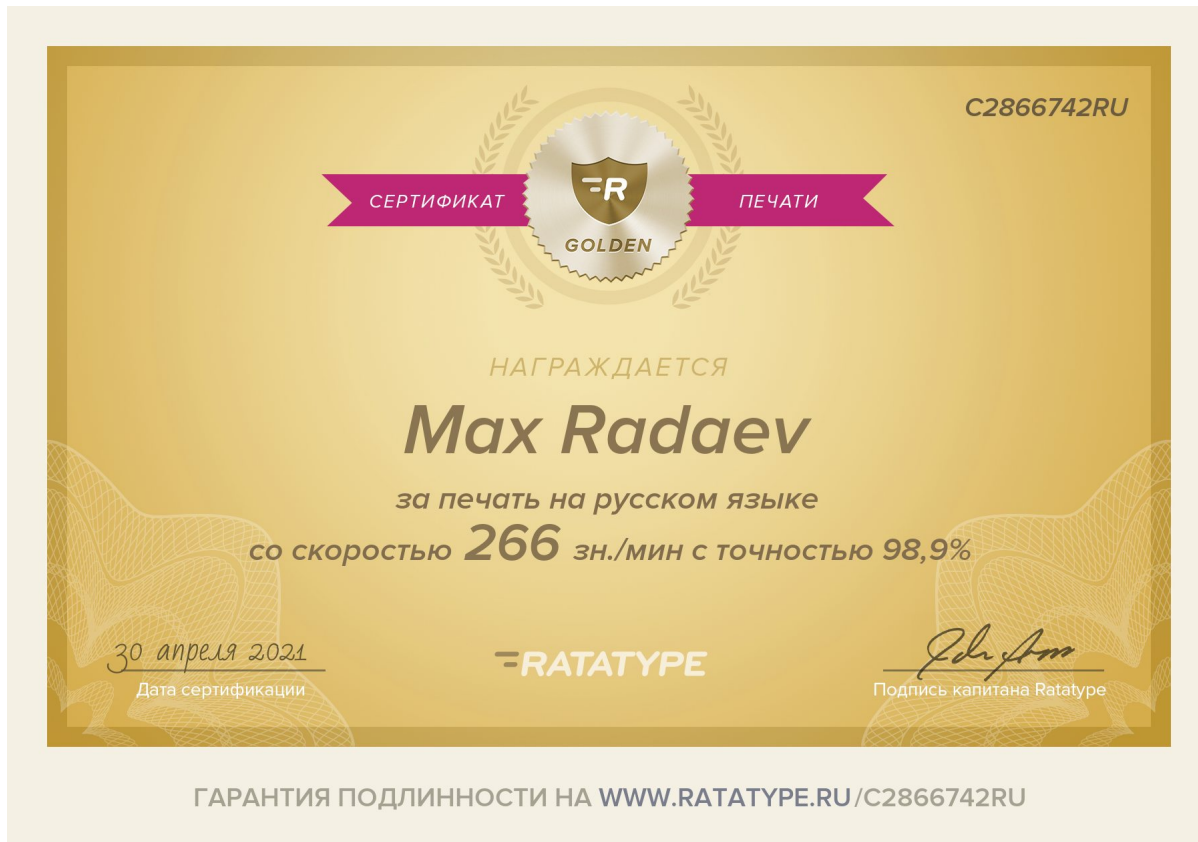 C2866742RU
СЕРТИФИКАТ ПЕЧАТИ
R
GOLDEN
НАГРАЖДАЕТСЯ
Max Radaev
за печать на русском языке
со скоростью 266 зн./мин с точностью 98,9%
30 апреля 2021
Дата сертификации
RATATYPE
Подпись капитана Ratatype
ГАРАНТИЯ ПОДЛИННОСТИ НА WWW.RATATYPE.RU/C2866742RU